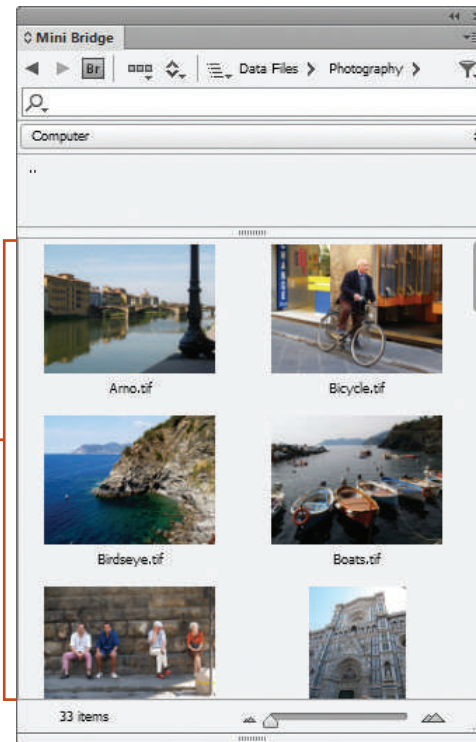 Mini Bridge
Br Data Files > Photography >
Computer
..
Arno.tif Bicycle.tif
Birdseye.tif Boats.tif
33 items